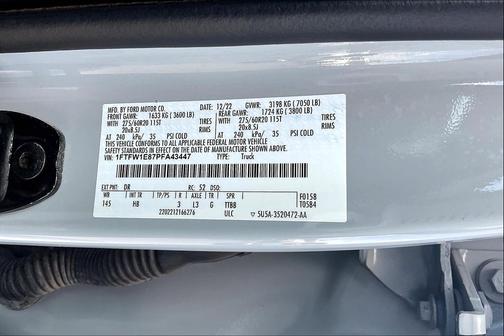 MFD. BY FORD MOTOR CO.
12/22 GVWR: 3198 KG ( 7050 LB)
FRONT GAWR: 1633 KG ( 3600 LB) REAR GAWR: 1724 KG ( 3800 LB)
WITH 275/60R20 115T TIRES WITH 275/60R20 115T TIRES
20x8.5J RIMS 20x8.5J RIMS
AT 240 kPa/ 35 PSI COLD AT 240 kPa/ 35 PSI COLD
THIS VEHICLE CONFORMS TO ALL APPLICABLE FEDERAL MOTOR VEHICLE
SAFETY STANDARDS IN EFFECT ON THE DATE OF MANUFACTURE SHOWN ABOVE.
VIN: 1FTFW1E87PFA43447 TYPE: Truck
EXT PNT: DR RC: 52 DSO:
WB INT TR TP/PS R AXLE TR SPR F0158
145 H8 3 L3 G TTB8 T0584
2202212166276 ULC 5U5A-3520472-AA